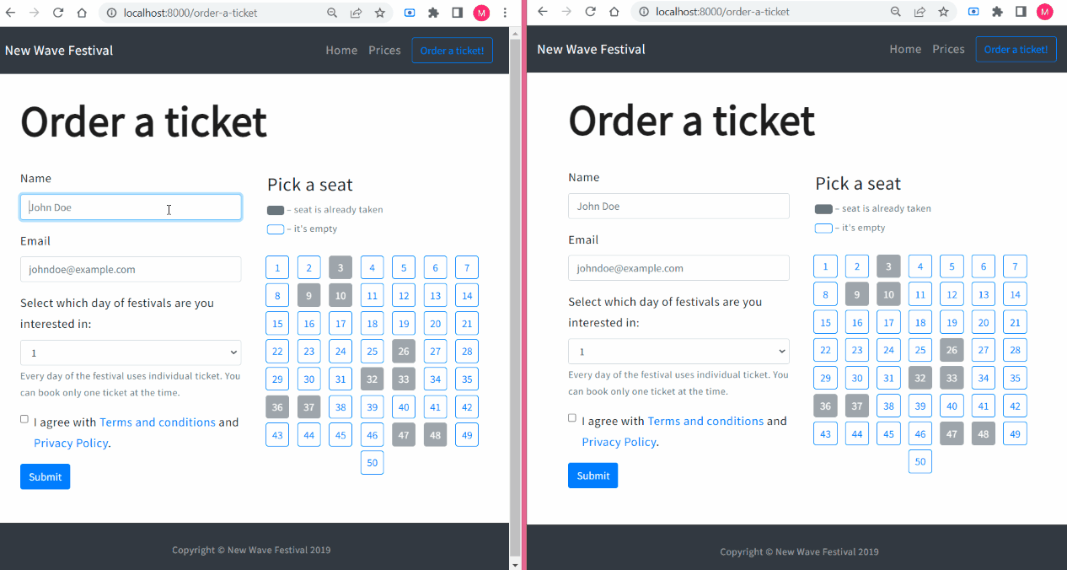 localhost:8000/order-a-ticket
M
New Wave Festival
Home Prices Order a ticket!
Order a ticket
Name
John Doe
Email
johndoe@example.com
Select which day of festivals are you
interested in:
1
Every day of the festival uses individual ticket. You
can book only one ticket at the time.
I agree with Terms and conditions and
Privacy Policy.
Submit
Pick a seat
– seat is already taken
– it's empty
1 2 3 4 5 6 7
8 9 10 11 12 13 14
15 16 17 18 19 20 21
22 23 24 25 26 27 28
29 30 31 32 33 34 35
36 37 38 39 40 41 42
43 44 45 46 47 48 49
50
Copyright © New Wave Festival 2019
localhost:8000/order-a-ticket
M
New Wave Festival
Home Prices Order a ticket!
Order a ticket
Name
John Doe
Email
johndoe@example.com
Select which day of festivals are you
interested in:
1
Every day of the festival uses individual ticket. You
can book only one ticket at the time.
I agree with Terms and conditions and
Privacy Policy.
Submit
Pick a seat
– seat is already taken
– it's empty
1 2 3 4 5 6 7
8 9 10 11 12 13 14
15 16 17 18 19 20 21
22 23 24 25 26 27 28
29 30 31 32 33 34 35
36 37 38 39 40 41 42
43 44 45 46 47 48 49
50
Copyright © New Wave Festival 2019